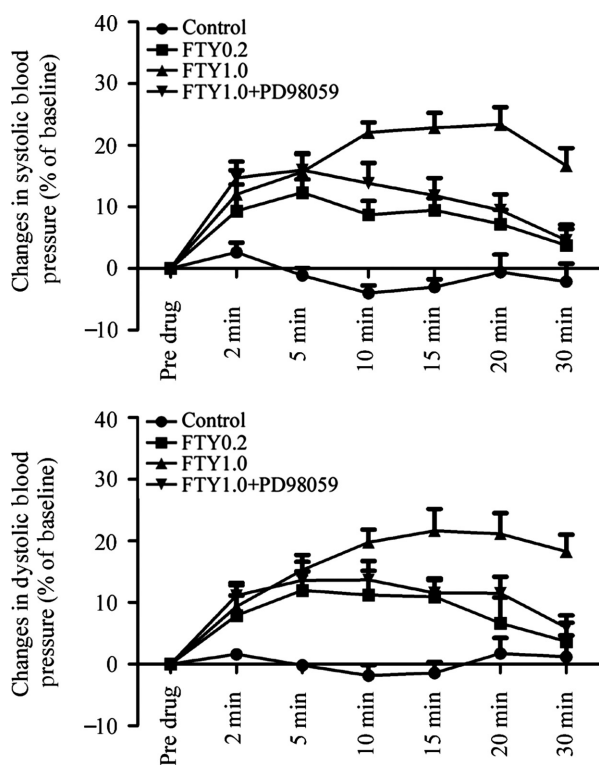 Changes in systolic blood
pressure (% of baseline)
40
30
20
10
0
−10
Control
FTY0.2
FTY1.0
FTY1.0+PD98059
Pre drug
2 min
5 min
10 min
15 min
20 min
30 min
Changes in dystolic blood
pressure (% of baseline)
40
30
20
10
0
−10
Control
FTY0.2
FTY1.0
FTY1.0+PD98059
Pre drug
2 min
5 min
10 min
15 min
20 min
30 min